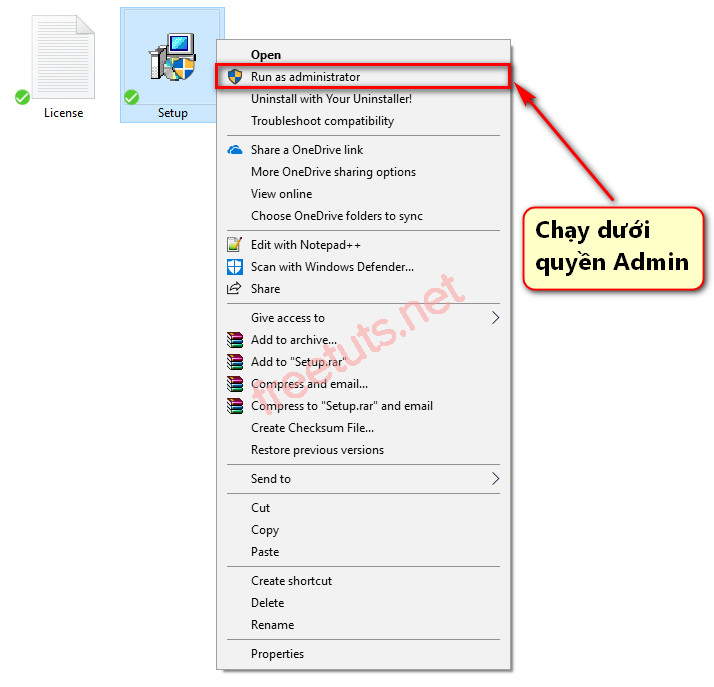 License
Setup
Open
Run as administrator
Uninstall with Your Uninstaller!
Troubleshoot compatibility
Share a OneDrive link
More OneDrive sharing options
View online
Choose OneDrive folders to sync
Edit with Notepad++
Scan with Windows Defender...
Share
Give access to
Add to archive...
Add to "Setup.rar"
Compress and email...
Compress to "Setup.rar" and email
Create Checksum File...
Restore previous versions
Send to
Cut
Copy
Paste
Create shortcut
Delete
Rename
Properties
Chạy dưới
quyền Admin
freetuts.net